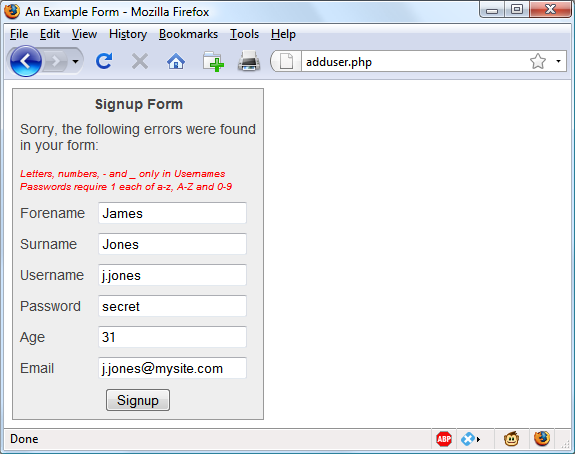 An Example Form - Mozilla Firefox
File Edit View History Bookmarks Tools Help
adduser.php
Signup Form
Sorry, the following errors were found
in your form:
Letters, numbers, - and _ only in Usernames
Passwords require 1 each of a-z, A-Z and 0-9
Forename James
Surname Jones
Username j.jones
Password secret
Age 31
Email j.jones@mysite.com
Signup
Done ABP